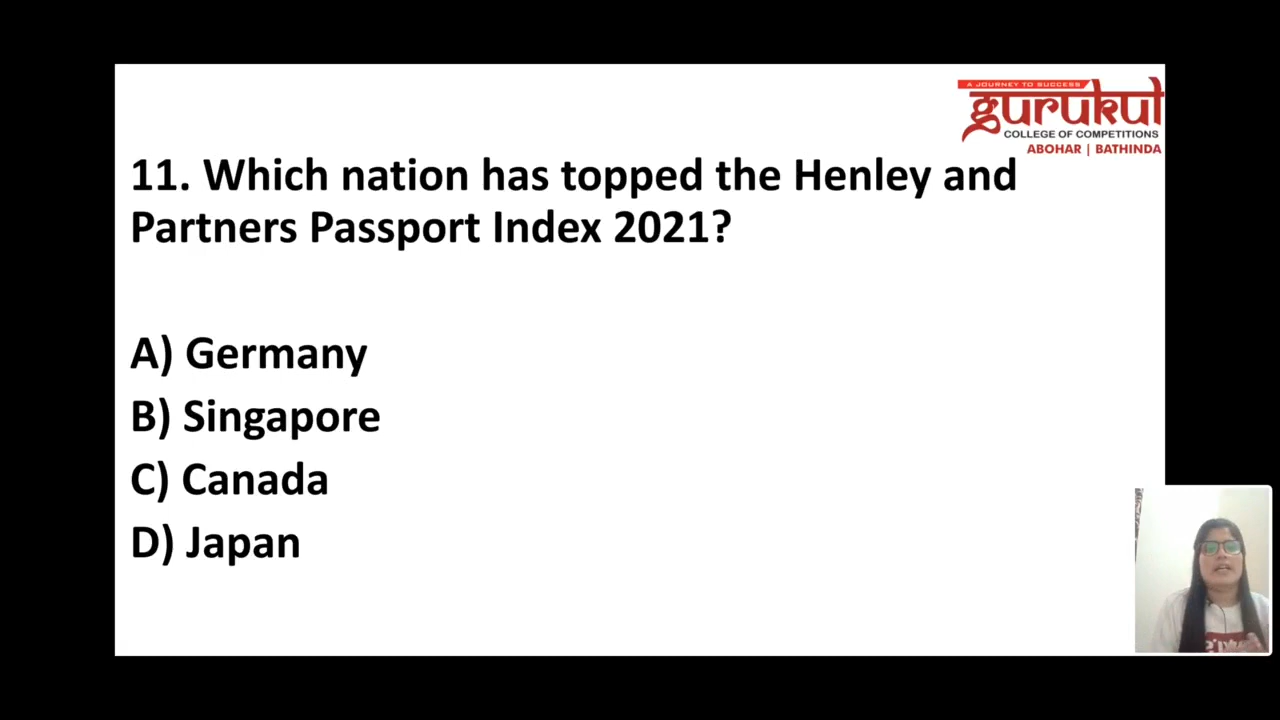 A JOURNEY TO SUCCESS
gurukul
COLLEGE OF COMPETITIONS
ABOHAR | BATHINDA
11. Which nation has topped the Henley and
Partners Passport Index 2021?
A) Germany
B) Singapore
C) Canada
D) Japan